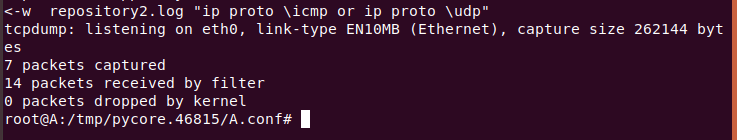 <-w  repository2.log "ip proto \icmp or ip proto \udp"
tcpdump: listening on eth0, link-type EN10MB (Ethernet), capture size 262144 byt
es
7 packets captured
14 packets received by filter
0 packets dropped by kernel
root@A:/tmp/pycore.46815/A.conf#